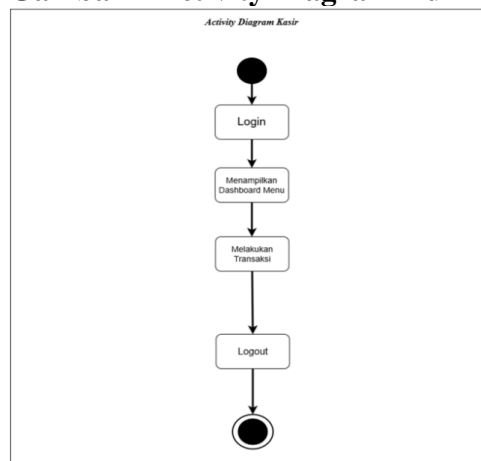 Activity Diagram Kasir
Login
Menampilkan
Dashboard Menu
Melakukan
Transaksi
Logout